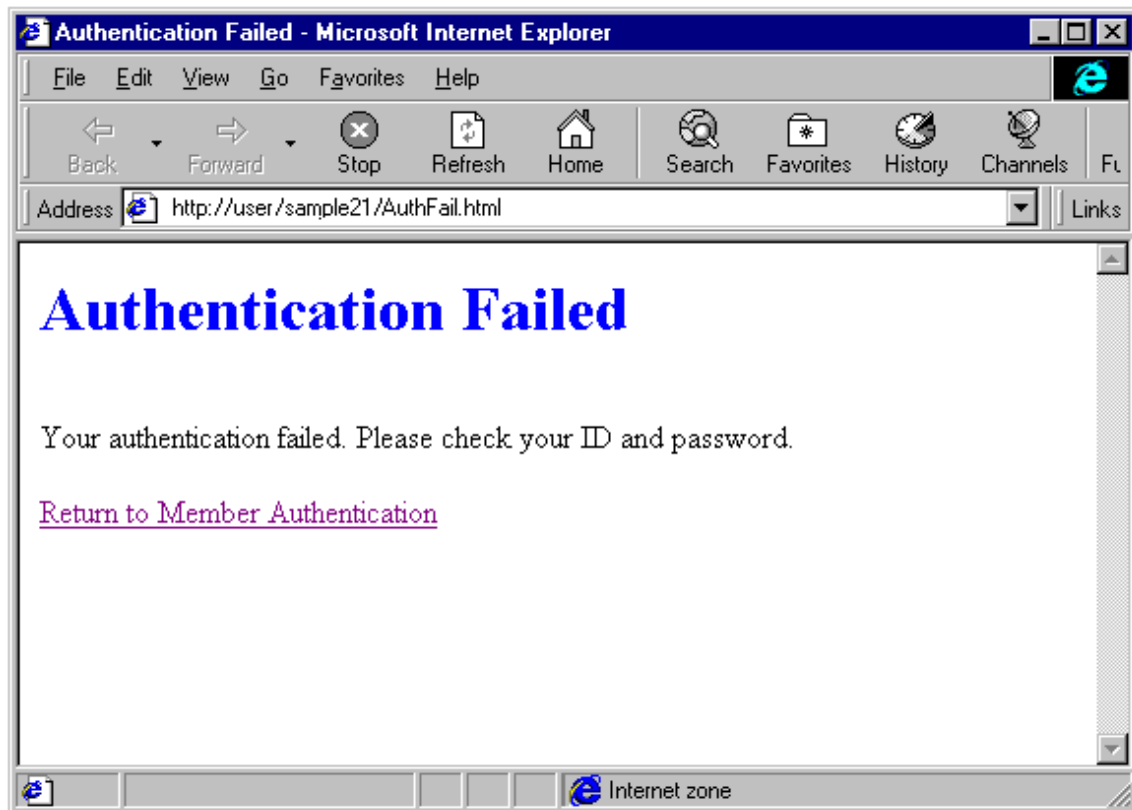 Authentication Failed - Microsoft Internet Explorer
File Edit View Go Favorites Help
Back Forward Stop Refresh Home Search Favorites History Channels
Address http://user/sample21/AuthFail.html Links
Authentication Failed
Your authentication failed. Please check your ID and password.
Return to Member Authentication
Internet zone